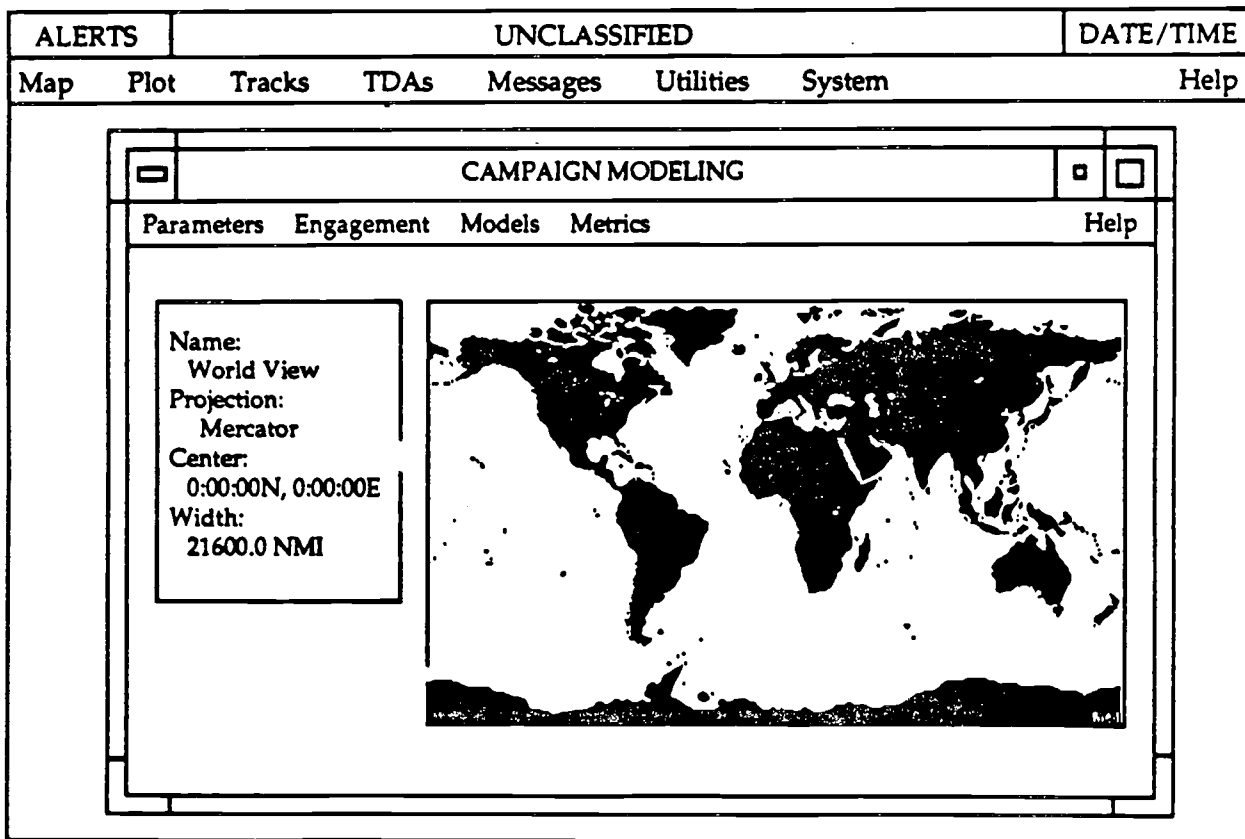 ALERTS UNCLASSIFIED DATE/TIME
Map Plot Tracks TDAs Messages Utilities System Help
CAMPAIGN MODELING
Parameters Engagement Models Metrics Help
Name:
World View
Projection:
Mercator
Center:
0:00:00N, 0:00:00E
Width:
21600.0 NMI